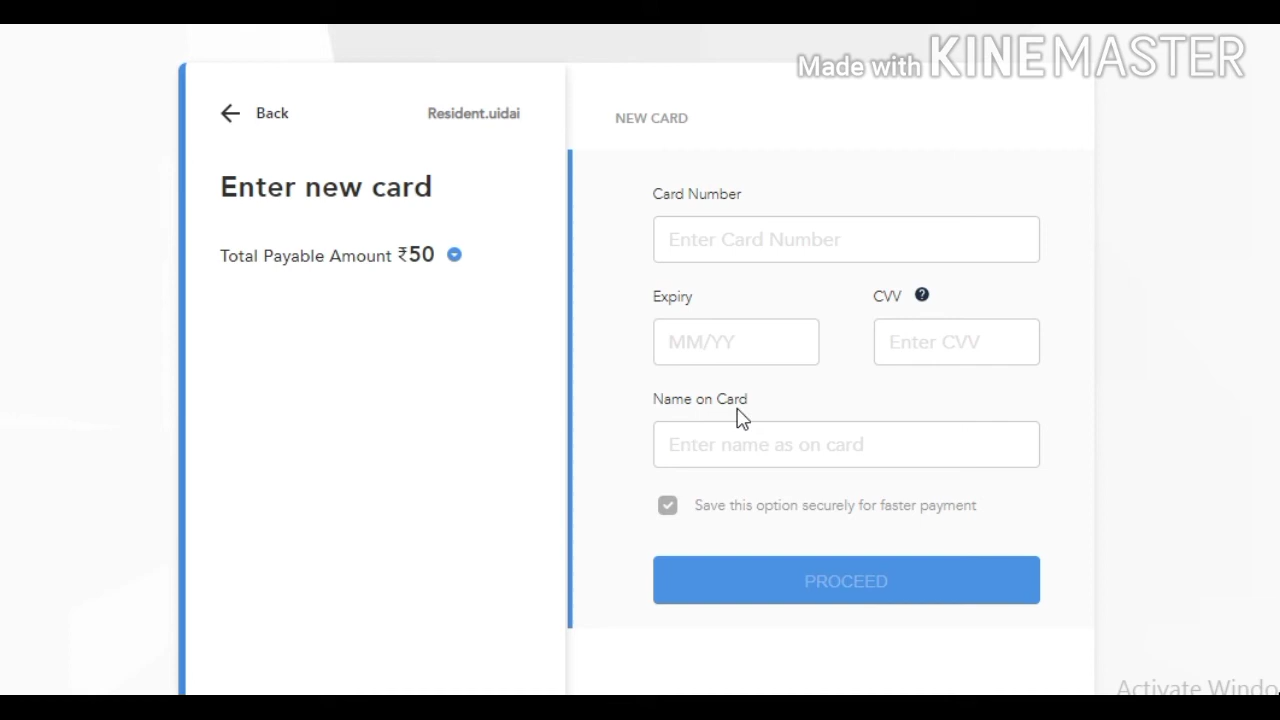 Made with KINEMASTER
Back
Resident.uidai
Enter new card
Total Payable Amount ₹50
NEW CARD
Card Number
Enter Card Number
Expiry
CVV ?
MM/YY
Enter CVV
Name on Card
Enter name as on card
Save this option securely for faster payment
PROCEED
Activate Windo